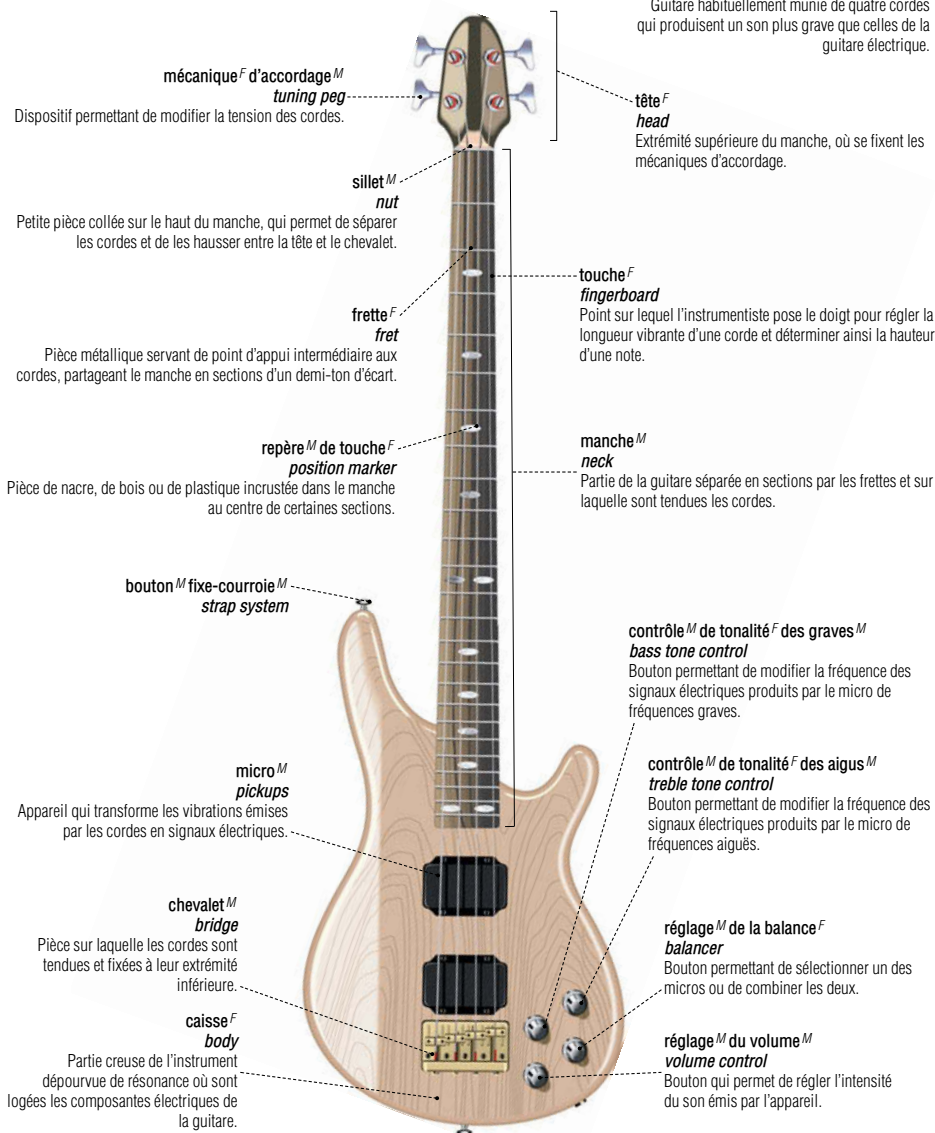 Guitare habituellement munie de quatre cordes
qui produisent un son plus grave que celles de la
guitare électrique.
mécanique F d'accordage M
tuning peg
Dispositif permettant de modifier la tension des cordes.
tête F
head
Extrémité supérieure du manche, où se fixent les
mécaniques d'accordage.
sillet M
nut
Petite pièce collée sur le haut du manche, qui permet de séparer
les cordes et de les hausser entre la tête et le chevalet.
touche F
fingerboard
Point sur lequel l'instrumentiste pose le doigt pour régler la
longueur vibrante d'une corde et déterminer ainsi la hauteur
d'une note.
frette F
fret
Pièce métallique servant de point d'appui intermédiaire aux
cordes, partageant le manche en sections d'un demi-ton d'écart.
repère M de touche F
position marker
Pièce de nacre, de bois ou de plastique incrustée dans le manche
au centre de certaines sections.
manche M
neck
Partie de la guitare séparée en sections par les frettes et sur
laquelle sont tendues les cordes.
bouton M fixe-courroie M
strap system
contrôle M de tonalité F des graves M
bass tone control
Bouton permettant de modifier la fréquence des
signaux électriques produits par le micro de
fréquences graves.
micro M
pickups
Appareil qui transforme les vibrations émises
par les cordes en signaux électriques.
contrôle M de tonalité F des aigus M
treble tone control
Bouton permettant de modifier la fréquence des
signaux électriques produits par le micro de
fréquences aiguës.
chevalet M
bridge
Pièce sur laquelle les cordes sont
tendues et fixées à leur extrémité
inférieure.
réglage M de la balance F
balancer
Bouton permettant de sélectionner un des
micros ou de combiner les deux.
caisse F
body
Partie creuse de l'instrument
dépourvue de résonance où sont
logées les composantes électriques de
la guitare.
réglage M du volume M
volume control
Bouton qui permet de régler l'intensité
du son émis par l'appareil.